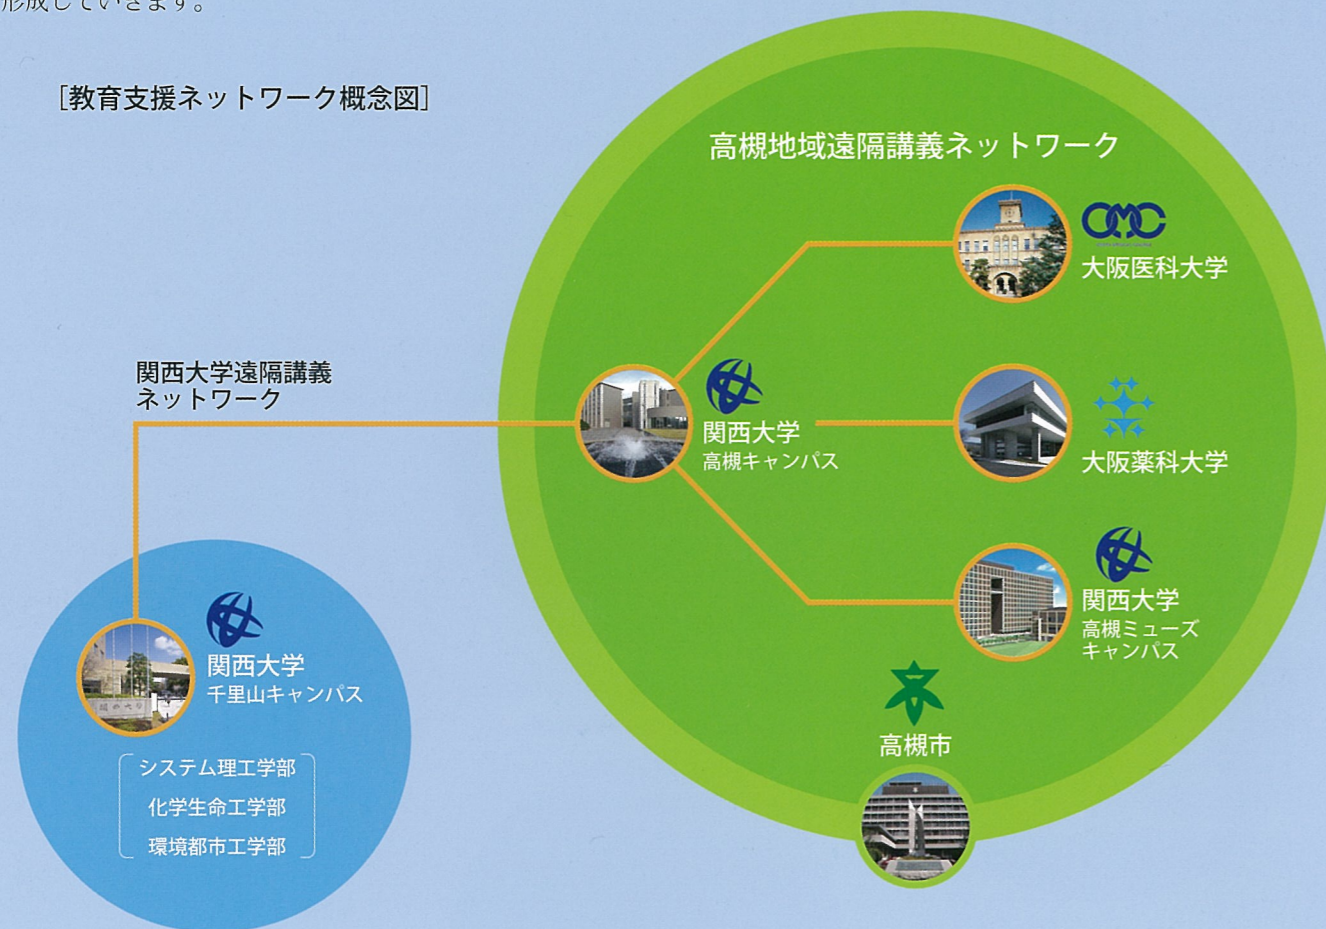 形成していきます。
［教育支援ネットワーク概念図］
高槻地域遠隔講義ネットワーク
OMC
大阪医科大学
関西大学遠隔講義
ネットワーク
関西大学
高槻キャンパス
大阪薬科大学
関西大学
高槻ミューズ
キャンパス
関西大学
千里山キャンパス
高槻市
システム理工学部
化学生命工学部
環境都市工学部